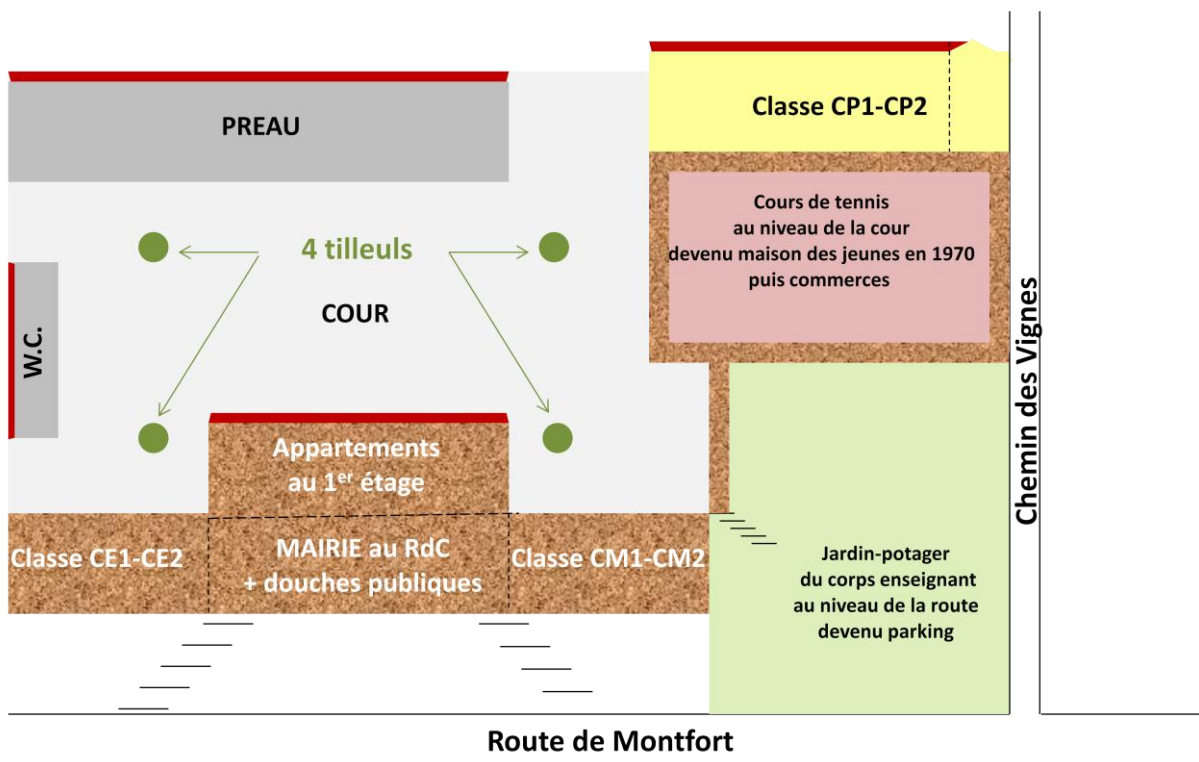 PREAU
Classe CP1-CP2
Cours de tennis
au niveau de la cour
devenu maison des jeunes en 1970
puis commerces
4 tilleuls
COUR
W.C.
Chemin des Vignes
Appartements
au 1er étage
Classe CE1-CE2
MAIRIE au RdC
+ douches publiques
Classe CM1-CM2
Jardin-potager
du corps enseignant
au niveau de la route
devenu parking
Route de Montfort